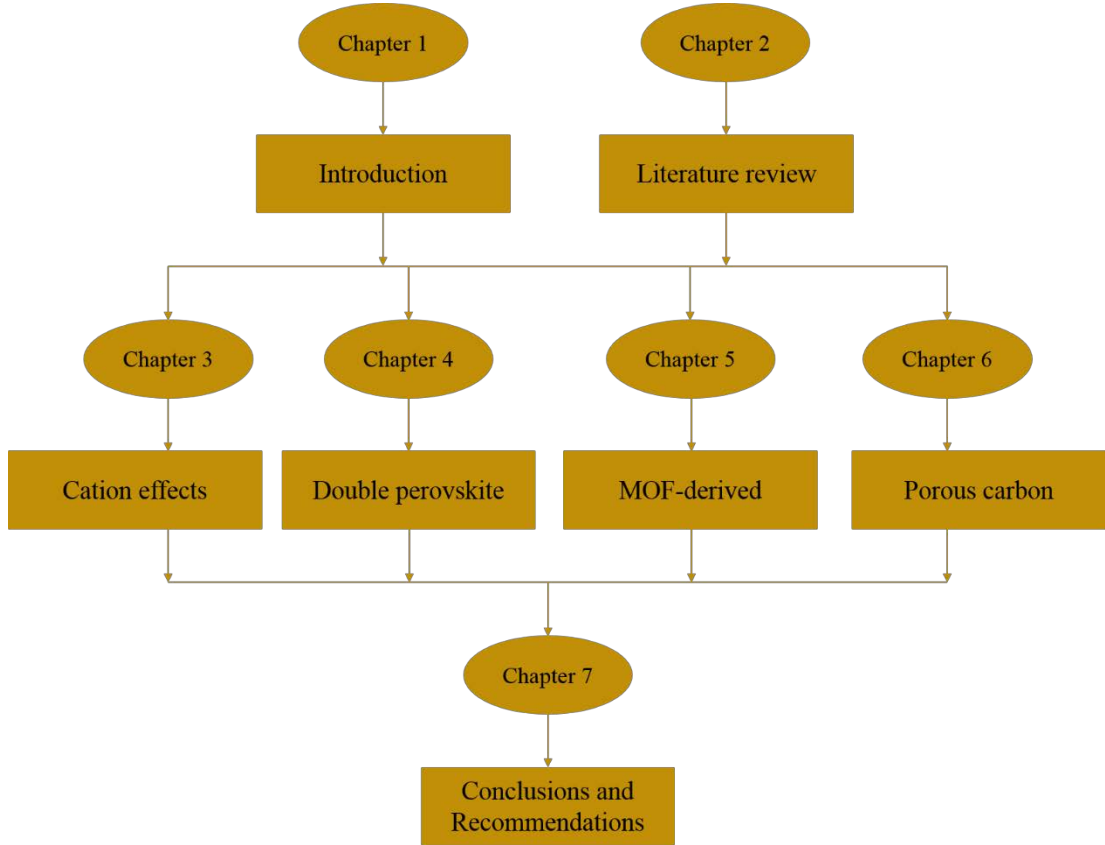 Chapter 1
Chapter 2
Introduction
Literature review
Chapter 3
Chapter 4
Chapter 5
Chapter 6
Cation effects
Double perovskite
MOF-derived
Porous carbon
Chapter 7
Conclusions and
Recommendations